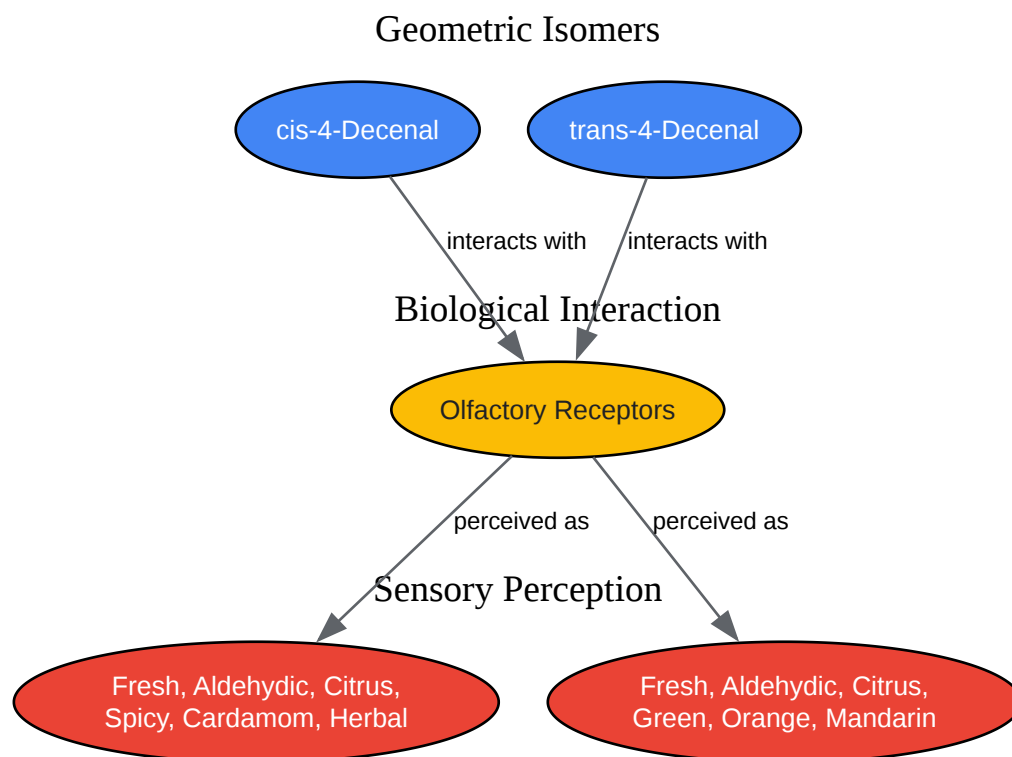 Geometric Isomers
cis-4-Decenal
trans-4-Decenal
interacts with
interacts with
Biological Interaction
Olfactory Receptors
perceived as
perceived as
Sensory Perception
Fresh, Aldehydic, Citrus,
Spicy, Cardamom, Herbal
Fresh, Aldehydic, Citrus,
Green, Orange, Mandarin